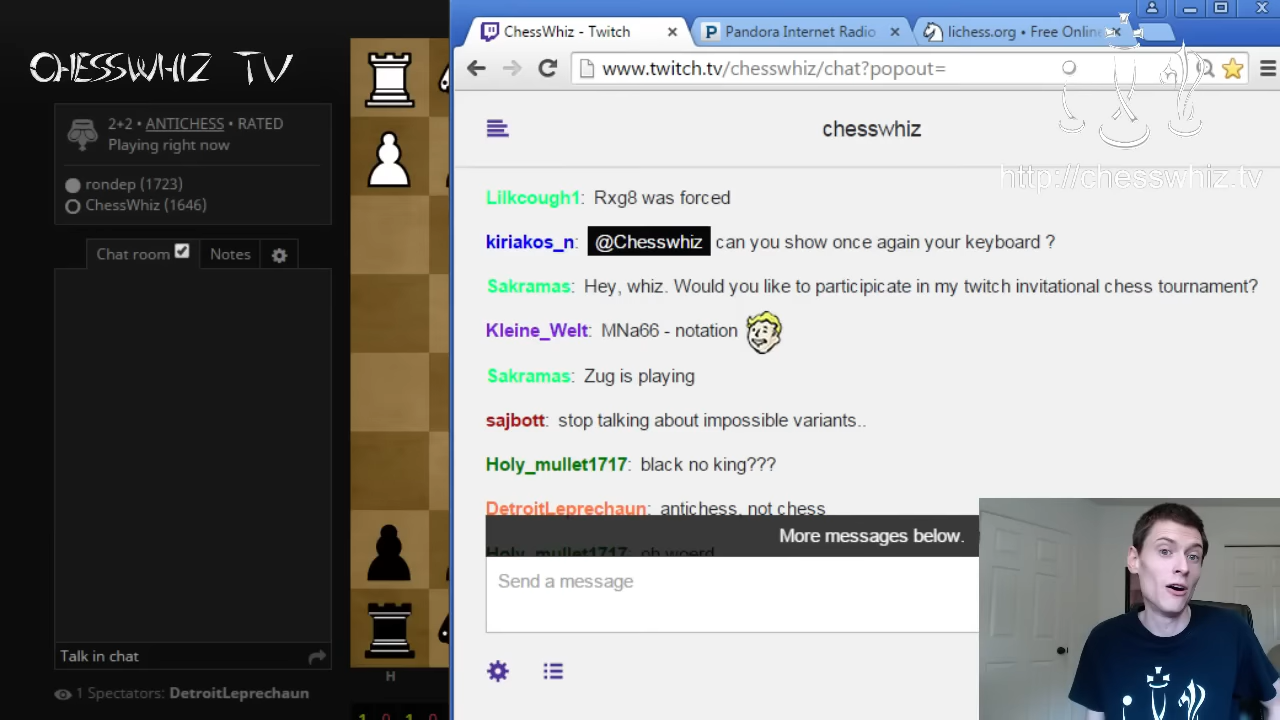 CHESSWHIZ TV
2+2 • ANTICHESS • RATED
Playing right now
rondep (1723)
ChessWhiz (1646)
Chat room
Notes
Talk in chat
1 Spectators: DetroitLeprechaun
H
ChessWhiz - Twitch
Pandora Internet Radio
lichess.org • Free Online
www.twitch.tv/chesswhiz/chat?popout=
http://chesswhiz.tv
chesswhiz
Lilkcough1: Rxg8 was forced
kiriakos_n: @Chesswhiz can you show once again your keyboard ?
Sakramas: Hey, whiz. Would you like to participicate in my twitch invitational chess tournament?
Kleine_Welt: MNa66 - notation
Sakramas: Zug is playing
sajbott: stop talking about impossible variants..
Holy_mullet1717: black no king???
DetroitLeprechaun: antichess, not chess
Holy_mullet1717: oh woerd
More messages below.
Send a message